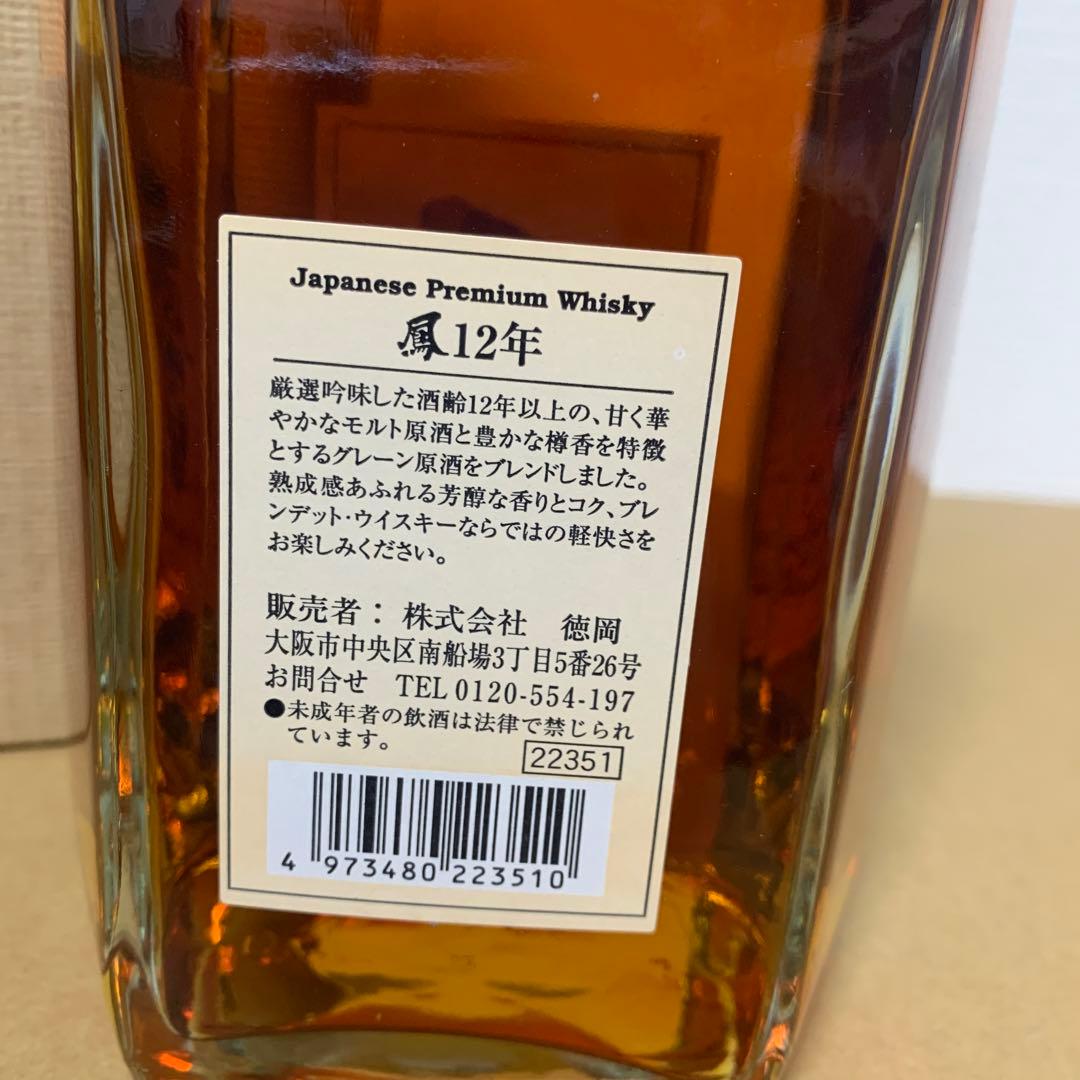 Japanese Premium Whisky
鳳12年
厳選吟味した酒齢12年以上の、甘く華
やかなモルト原酒と豊かな樽香を特徴
とするグレーン原酒をブレンドしました。
熟成感あふれる芳醇な香りとコク、ブレ
ンデット・ウイスキーならではの軽快さを
お楽しみください。
販売者： 株式会社　徳岡
大阪市中央区南船場3丁目5番26号
お問合せ　TEL 0120-554-197
●未成年者の飲酒は法律で禁じられ
ています。
22351
4 973480 223510